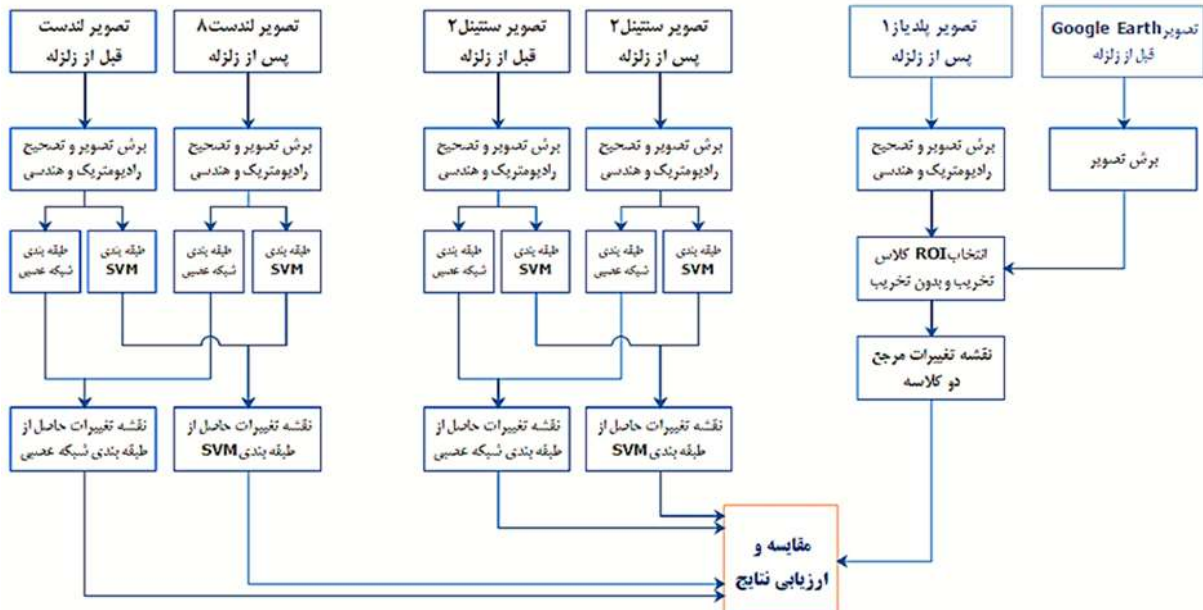 تصویر Google Earth
قبل از زلزله
تصویر پلدیاز۱
پس از زلزله
تصویر سنتینل۲
پس از زلزله
تصویر سنتینل۲
قبل از زلزله
تصویر لندست۸
پس از زلزله
تصویر لندست
قبل از زلزله
برش تصویر
برش تصویر و تصحیح
رادیومتریک و هندسی
برش تصویر و تصحیح
رادیومتریک و هندسی
برش تصویر و تصحیح
رادیومتریک و هندسی
برش تصویر و تصحیح
رادیومتریک و هندسی
برش تصویر و تصحیح
رادیومتریک و هندسی
انتخاب ROI کلاس
تخریب و بدون تخریب
طبقه بندی
SVM
طبقه بندی
شبکه عصبی
طبقه بندی
SVM
طبقه بندی
شبکه عصبی
طبقه بندی
SVM
طبقه بندی
شبکه عصبی
طبقه بندی
SVM
طبقه بندی
شبکه عصبی
نقشه تغییرات مرجع
دو کلاسه
نقشه تغییرات حاصل از
طبقه بندی SVM
نقشه تغییرات حاصل از
طبقه بندی شبکه عصبی
نقشه تغییرات حاصل از
طبقه بندی SVM
نقشه تغییرات حاصل از
طبقه بندی شبکه عصبی
مقایسه و
ارزیابی نتایج